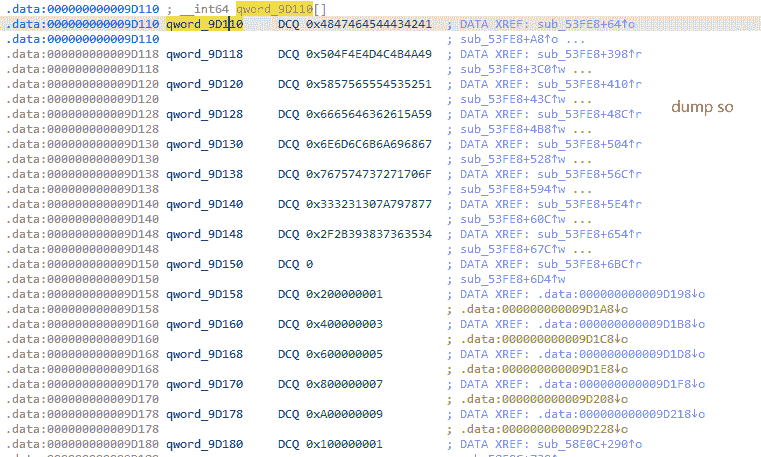 .data:000000000009D110 ; __int64 qword_9D110[]
.data:000000000009D110 qword_9D110 DCQ 0x4847464544434241 ; DATA XREF: sub_53FE8+64↑o
.data:000000000009D110 ; sub_53FE8+A8↑o ...
.data:000000000009D118 qword_9D118 DCQ 0x504F4E4D4C4B4A49 ; DATA XREF: sub_53FE8+398↑r
.data:000000000009D118 ; sub_53FE8+3C0↑w ...
.data:000000000009D120 qword_9D120 DCQ 0x5857565554535251 ; DATA XREF: sub_53FE8+410↑r
.data:000000000009D120 ; sub_53FE8+43C↑w ...
.data:000000000009D128 qword_9D128 DCQ 0x6665646362615A59 ; DATA XREF: sub_53FE8+48C↑r
dump so
.data:000000000009D128 ; sub_53FE8+4B8↑w ...
.data:000000000009D130 qword_9D130 DCQ 0x6E6D6C6B6A696867 ; DATA XREF: sub_53FE8+504↑r
.data:000000000009D130 ; sub_53FE8+528↑w ...
.data:000000000009D138 qword_9D138 DCQ 0x767574737271706F ; DATA XREF: sub_53FE8+56C↑r
.data:000000000009D138 ; sub_53FE8+594↑w ...
.data:000000000009D140 qword_9D140 DCQ 0x333231307A797877 ; DATA XREF: sub_53FE8+5E4↑r
.data:000000000009D140 ; sub_53FE8+60C↑w ...
.data:000000000009D148 qword_9D148 DCQ 0x2F2B393837363534 ; DATA XREF: sub_53FE8+654↑r
.data:000000000009D148 ; sub_53FE8+67C↑w ...
.data:000000000009D150 qword_9D150 DCQ 0 ; DATA XREF: sub_53FE8+6BC↑r
.data:000000000009D150 ; sub_53FE8+6D4↑w
.data:000000000009D158 qword_9D158 DCQ 0x200000001 ; DATA XREF: .data:000000000009D198↓o
.data:000000000009D158 ; .data:000000000009D1A8↓o
.data:000000000009D160 qword_9D160 DCQ 0x400000003 ; DATA XREF: .data:000000000009D1B8↓o
.data:000000000009D160 ; .data:000000000009D1C8↓o
.data:000000000009D168 qword_9D168 DCQ 0x600000005 ; DATA XREF: .data:000000000009D1D8↓o
.data:000000000009D168 ; .data:000000000009D1E8↓o
.data:000000000009D170 qword_9D170 DCQ 0x800000007 ; DATA XREF: .data:000000000009D1F8↓o
.data:000000000009D170 ; .data:000000000009D208↓o
.data:000000000009D178 qword_9D178 DCQ 0xA00000009 ; DATA XREF: .data:000000000009D218↓o
.data:000000000009D178 ; .data:000000000009D228↓o
.data:000000000009D180 qword_9D180 DCQ 0x100000001 ; DATA XREF: sub_58E0C+290↑o